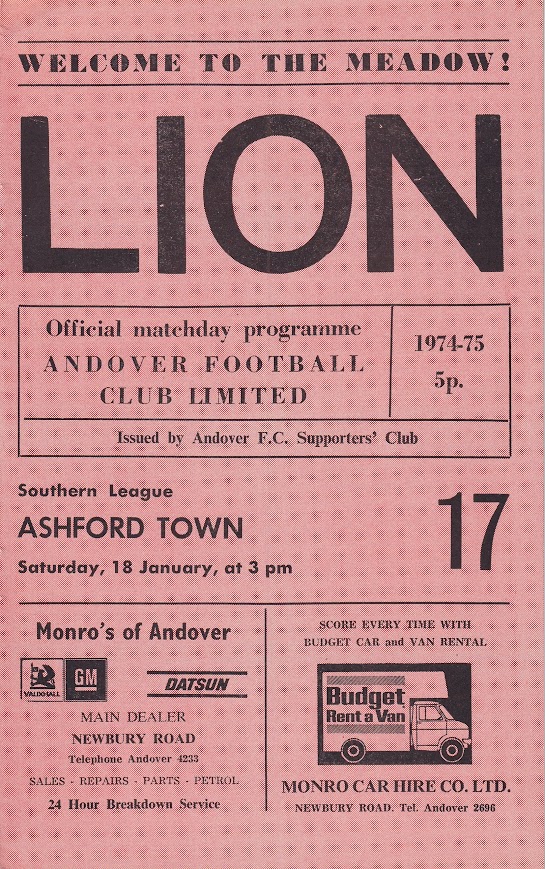 WELCOME TO THE MEADOW!
LION
Official matchday programme
ANDOVER FOOTBALL
CLUB LIMITED
1974-75
5p.
Issued by Andover F.C. Supporters' Club
Southern League
ASHFORD TOWN
Saturday, 18 January, at 3 pm
17
Monro's of Andover
VAUXHALL
GM
DATSUN
MAIN DEALER
NEWBURY ROAD
Telephone Andover 4233
SALES - REPAIRS - PARTS - PETROL
24 Hour Breakdown Service
SCORE EVERY TIME WITH
BUDGET CAR and VAN RENTAL
Budget
Rent a Van
MONRO CAR HIRE CO. LTD.
NEWBURY ROAD. Tel. Andover 2696